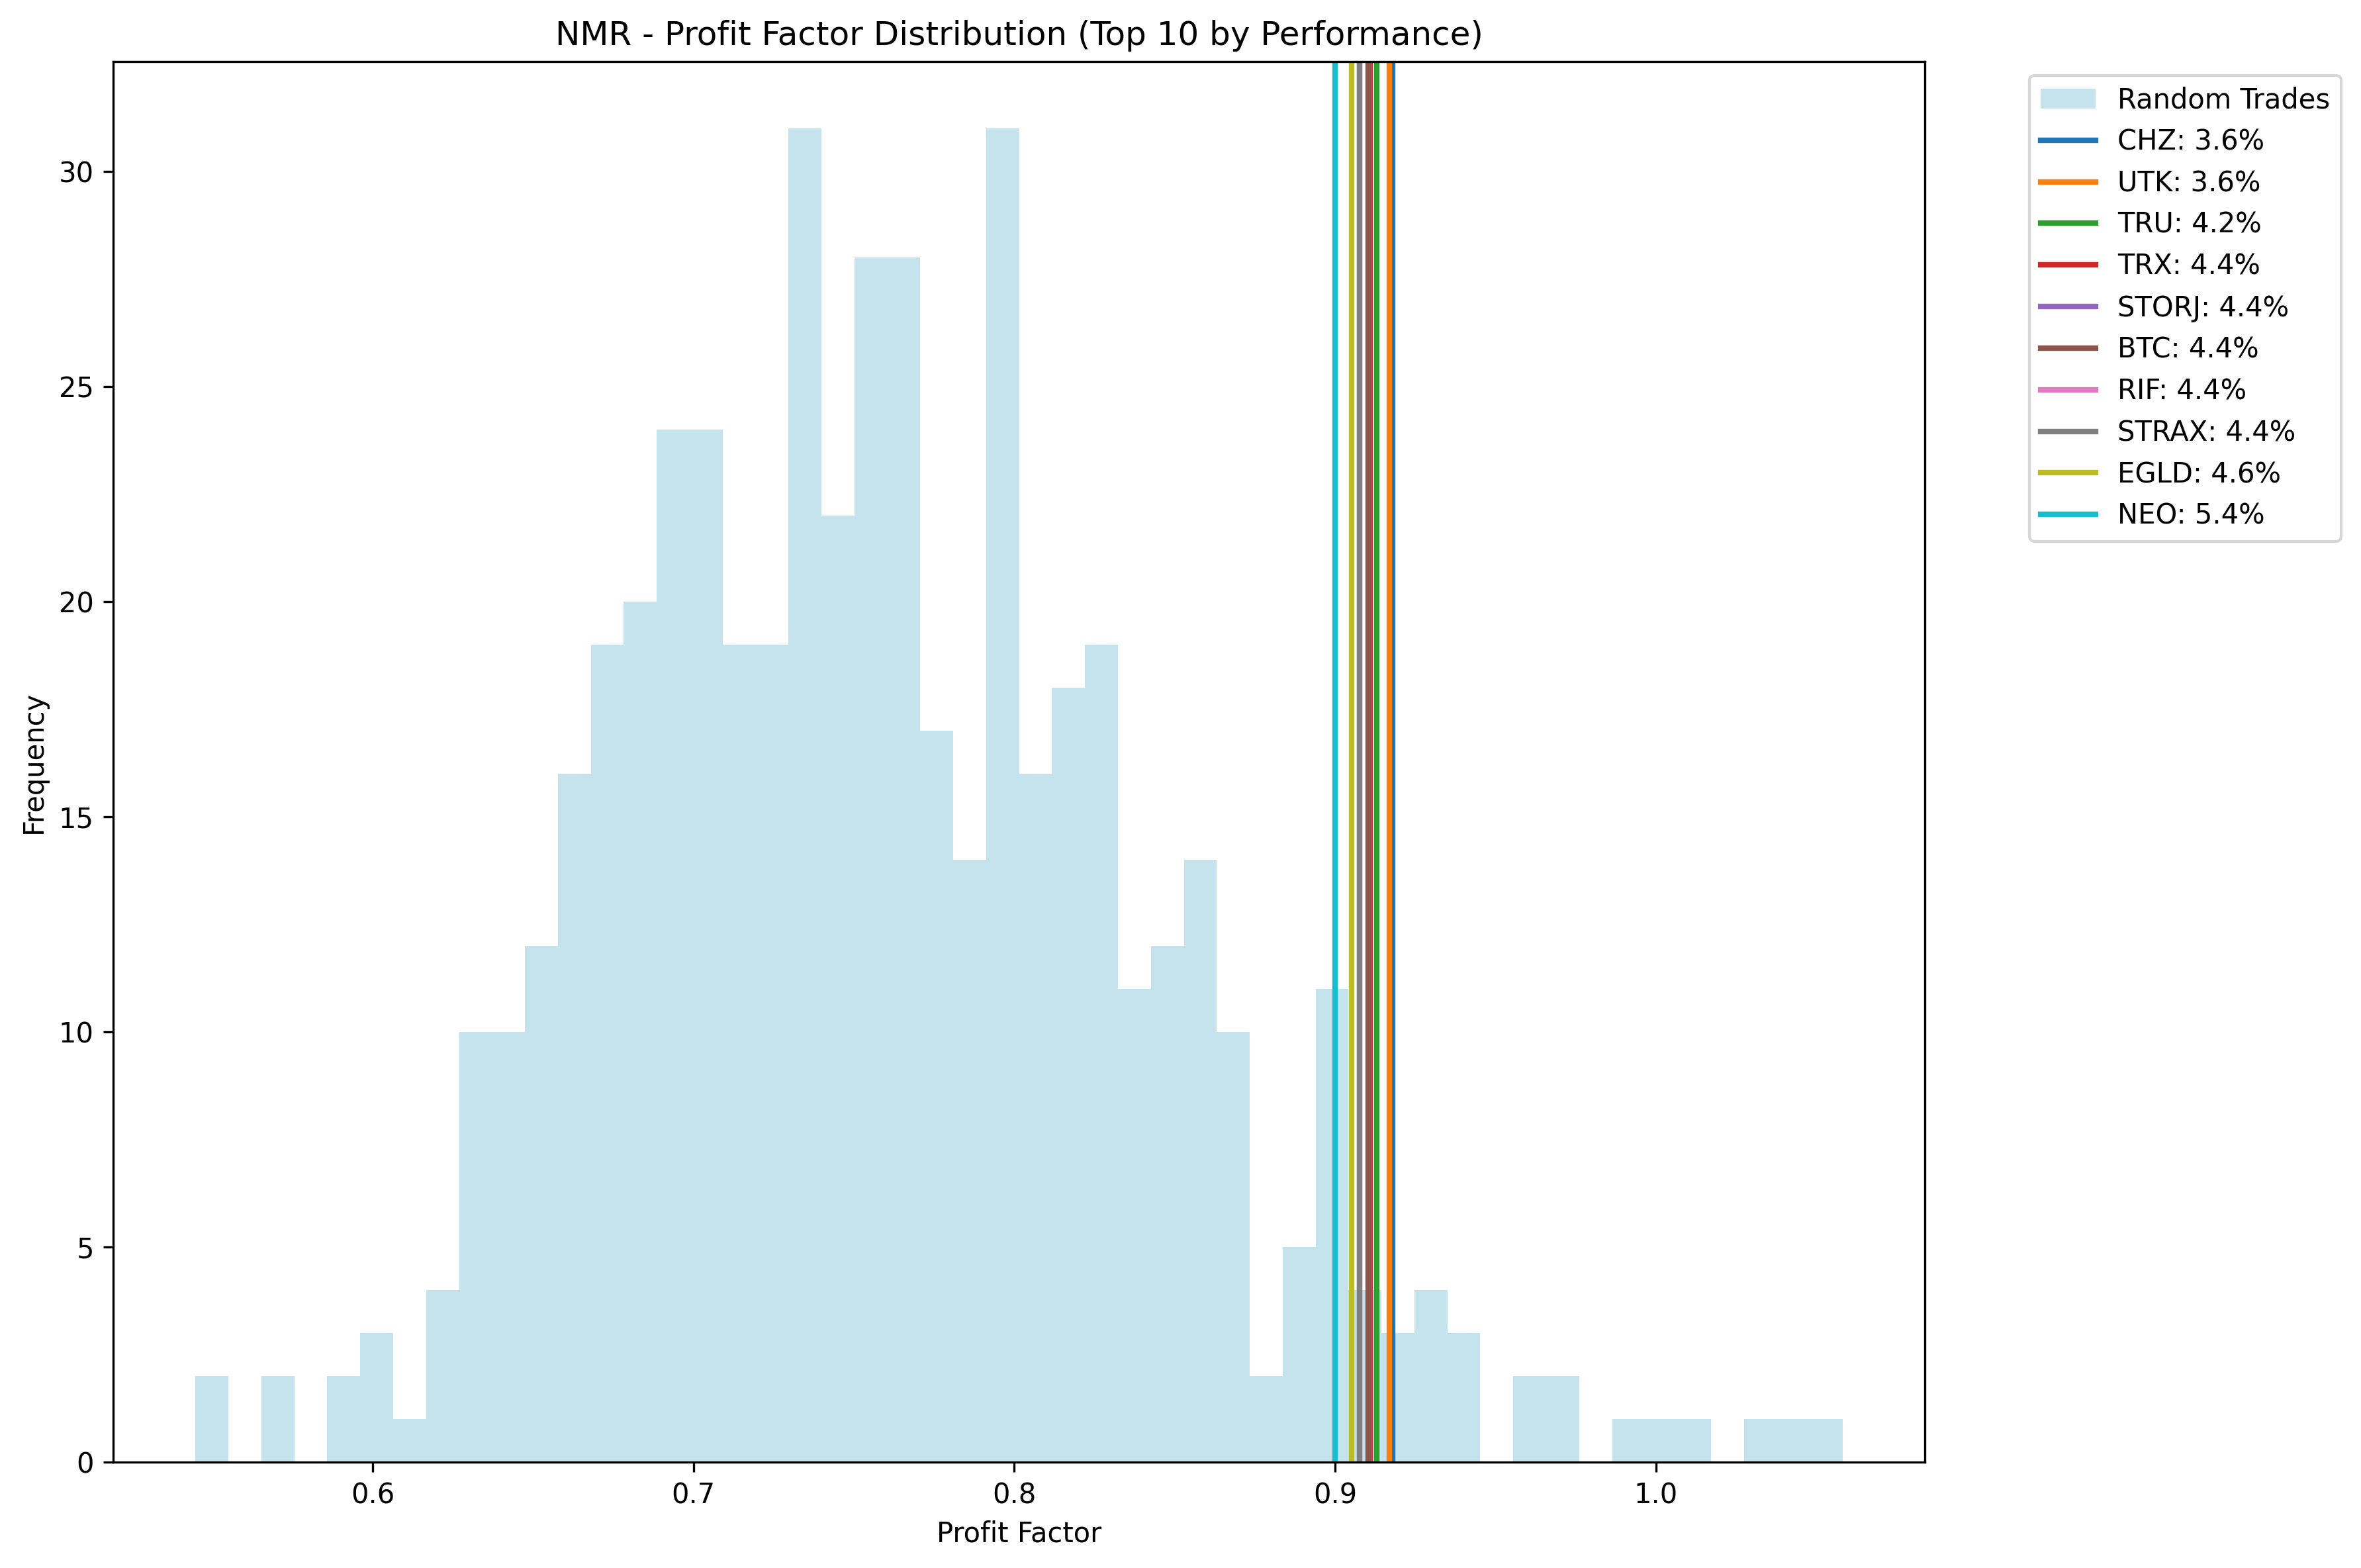 NMR - Profit Factor Distribution (Top 10 by Performance)
Random Trades
CHZ: 3.6%
UTK: 3.6%
TRU: 4.2%
TRX: 4.4%
STORJ: 4.4%
BTC: 4.4%
RIF: 4.4%
STRAX: 4.4%
EGLD: 4.6%
NEO: 5.4%
Frequency
30
25
20
15
10
5
0
0.6
0.7
0.8
0.9
1.0
Profit Factor